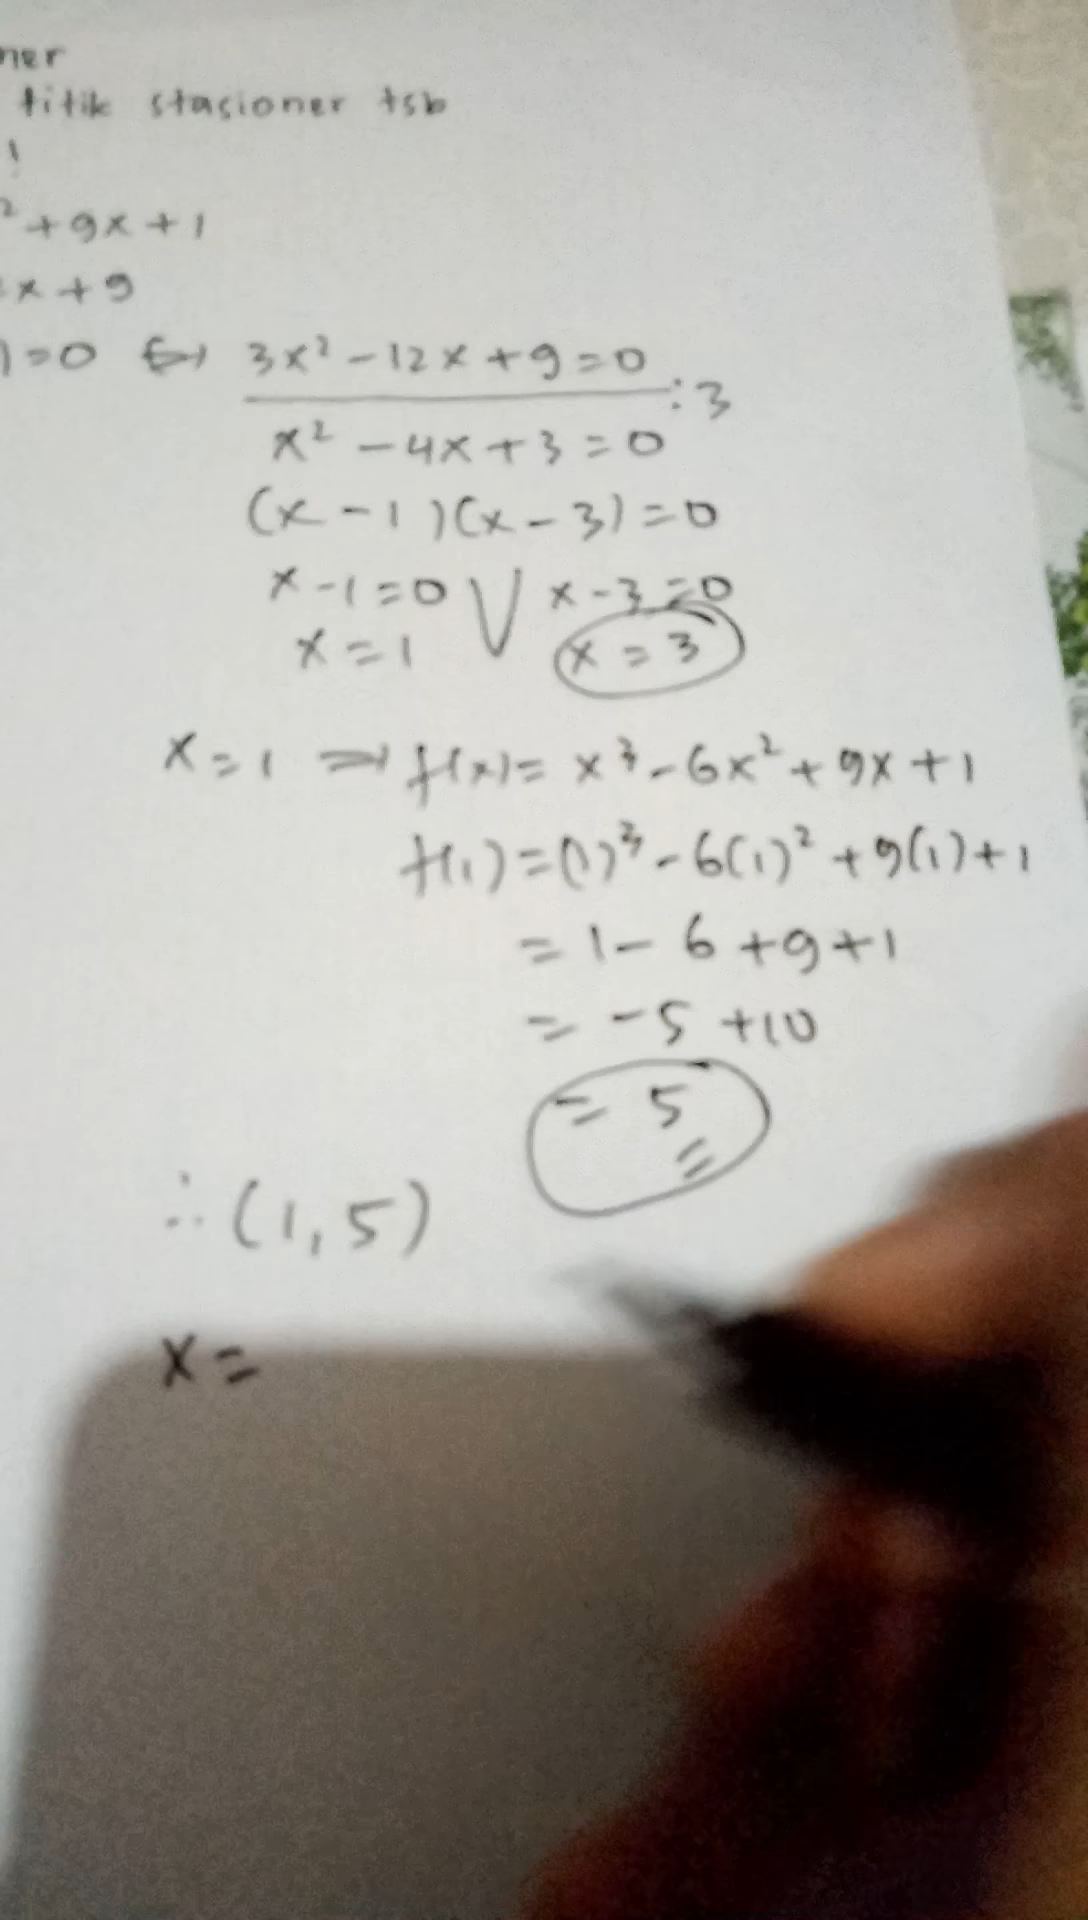 ner
titik stasioner tsb
!
² + 9x + 1
x + 9
) = 0 ⇔ 3x² - 12x + 9 = 0
: 3
x² - 4x + 3 = 0
(x - 1)(x - 3) = 0
x - 1 = 0 V x - 3 = 0
x = 1 x = 3
x = 1 ⇒ f(x) = x³ - 6x² + 9x + 1
f(1) = (1)³ - 6(1)² + 9(1) + 1
= 1 - 6 + 9 + 1
= -5 + 10
= 5
∴ (1, 5)
x =